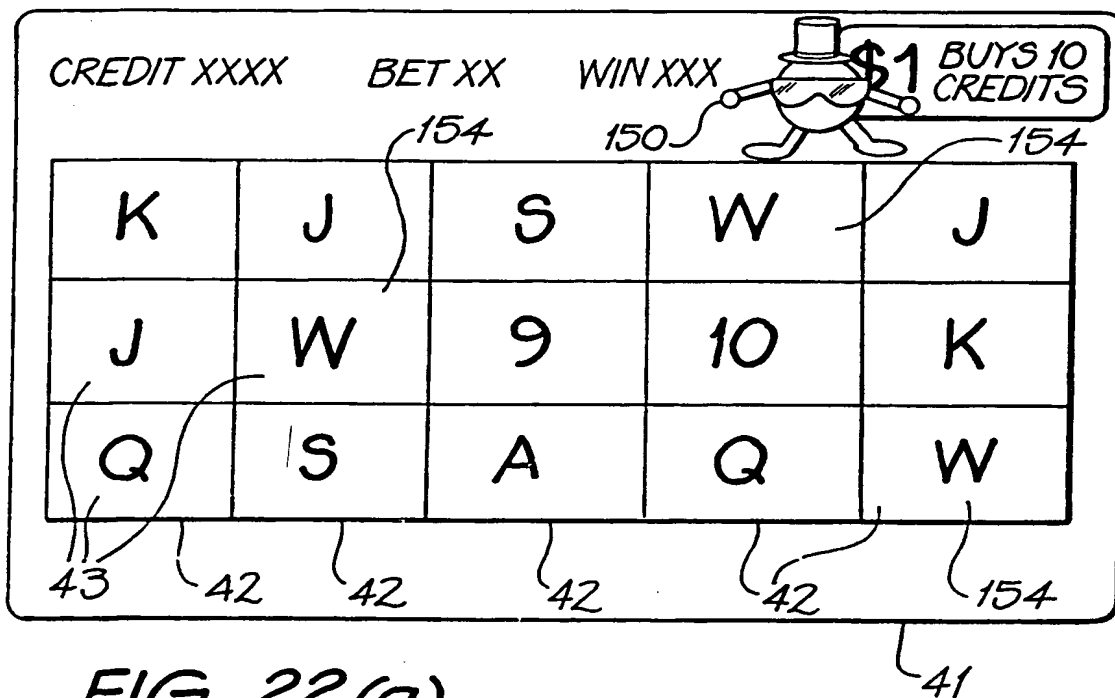 CREDIT XXXX BET XX WIN XXX $1 BUYS 10
CREDITS
154 150 154
K J S W J
J W 9 10 K
Q S A Q W
43 42 42 42 42 154
41
FIG. 22(a)